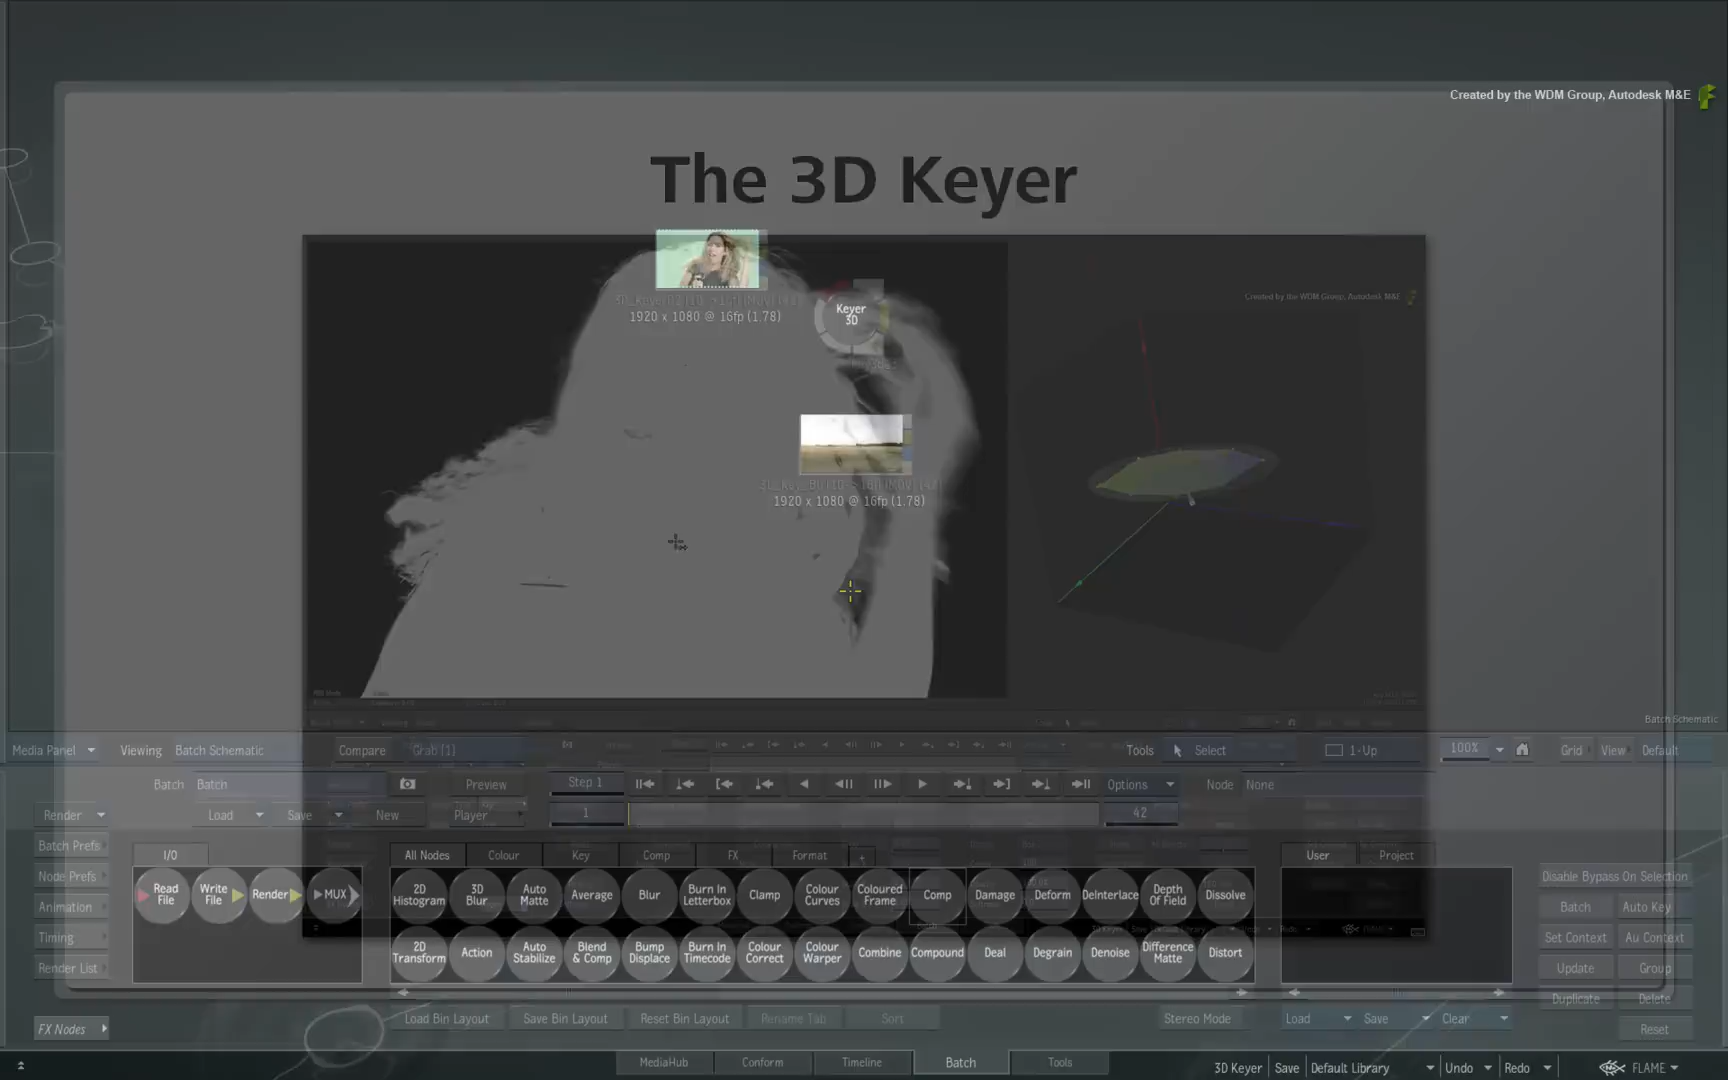 Created by the WDM Group, Autodesk M&E
The 3D Keyer
Created by the WDM Group, Autodesk M&E
1920 x 1080 @ 16fp (1.78)
Keyer
3D
1920 x 1080 @ 16fp (1.78)
Batch Schematic
Media Panel
Viewing
Batch Schematic
Compare
Grab (1)
Tools
Select
1-Up
100%
Grid
View
Default
Batch
Batch
Preview
Step 1
Options
Node
None
Render
Load
Save
New
Player
1
42
Batch Prefs
I/O
All Nodes
Colour
Key
Comp
FX
Format
+
User
Project
Node Prefs
Disable Bypass On Selection
Read
File
Write
File
Render
MUX
2D
Histogram
3D
Blur
Auto
Matte
Average
Blur
Burn In
Letterbox
Clamp
Colour
Curves
Coloured
Frame
Comp
Damage
Deform
DeInterlace
Depth
Of Field
Dissolve
Animation
Batch
Auto Key
Timing
Set Context
Au Context
2D
Transform
Action
Auto
Stabilize
Blend
& Comp
Bump
Displace
Burn In
Timecode
Colour
Correct
Colour
Warper
Combine
Compound
Deal
Degrain
Denoise
Difference
Matte
Distort
Render List
Update
Group
Duplicate
Delete
FX Nodes
Load Bin Layout
Save Bin Layout
Reset Bin Layout
Rename Tab
Sort
Stereo Mode
Load
Save
Clear
Reset
MediaHub
Conform
Timeline
Batch
Tools
3D Keyer
Save
Default Library
Undo
Redo
FLAME